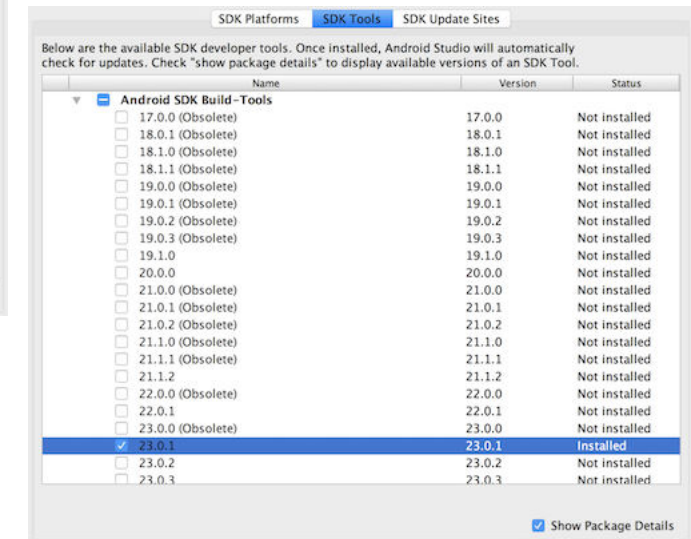 SDK Platforms SDK Tools SDK Update Sites
Below are the available SDK developer tools. Once installed, Android Studio will automatically
check for updates. Check "show package details" to display available versions of an SDK Tool.
Name Version Status
Android SDK Build-Tools
17.0.0 (Obsolete) 17.0.0 Not installed
18.0.1 (Obsolete) 18.0.1 Not installed
18.1.0 (Obsolete) 18.1.0 Not installed
18.1.1 (Obsolete) 18.1.1 Not installed
19.0.0 (Obsolete) 19.0.0 Not installed
19.0.1 (Obsolete) 19.0.1 Not installed
19.0.2 (Obsolete) 19.0.2 Not installed
19.0.3 (Obsolete) 19.0.3 Not installed
19.1.0 19.1.0 Not installed
20.0.0 20.0.0 Not installed
21.0.0 (Obsolete) 21.0.0 Not installed
21.0.1 (Obsolete) 21.0.1 Not installed
21.0.2 (Obsolete) 21.0.2 Not installed
21.1.0 (Obsolete) 21.1.0 Not installed
21.1.1 (Obsolete) 21.1.1 Not installed
21.1.2 21.1.2 Not installed
22.0.0 (Obsolete) 22.0.0 Not installed
22.0.1 22.0.1 Not installed
23.0.0 (Obsolete) 23.0.0 Not installed
23.0.1 23.0.1 Installed
23.0.2 23.0.2 Not installed
23.0.3 23.0.3 Not installed
Show Package Details